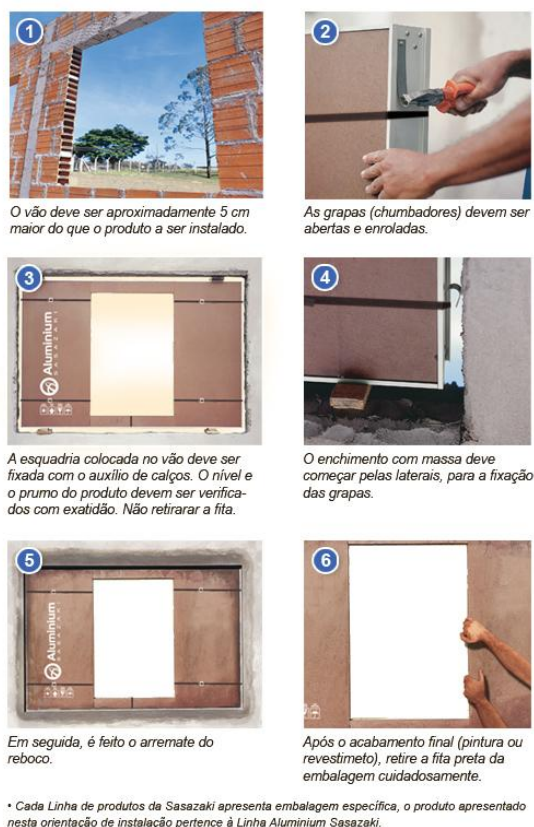 1
O vão deve ser aproximadamente 5 cm
maior do que o produto a ser instalado.
2
As grapas (chumbadores) devem ser
abertas e enroladas.
3
Aluminium
SASAZAKI
A esquadria colocada no vão deve ser
fixada com o auxílio de calços. O nível e
o prumo do produto devem ser verifica-
dos com exatidão. Não retirarar a fita.
4
O enchimento com massa deve
começar pelas laterais, para a fixação
das grapas.
5
Aluminium
SASAZAKI
Em seguida, é feito o arremate do
reboco.
6
Após o acabamento final (pintura ou
revestimeto), retire a fita preta da
embalagem cuidadosamente.
• Cada Linha de produtos da Sasazaki apresenta embalagem específica, o produto apresentado
nesta orientação de instalação pertence à Linha Aluminium Sasazaki.